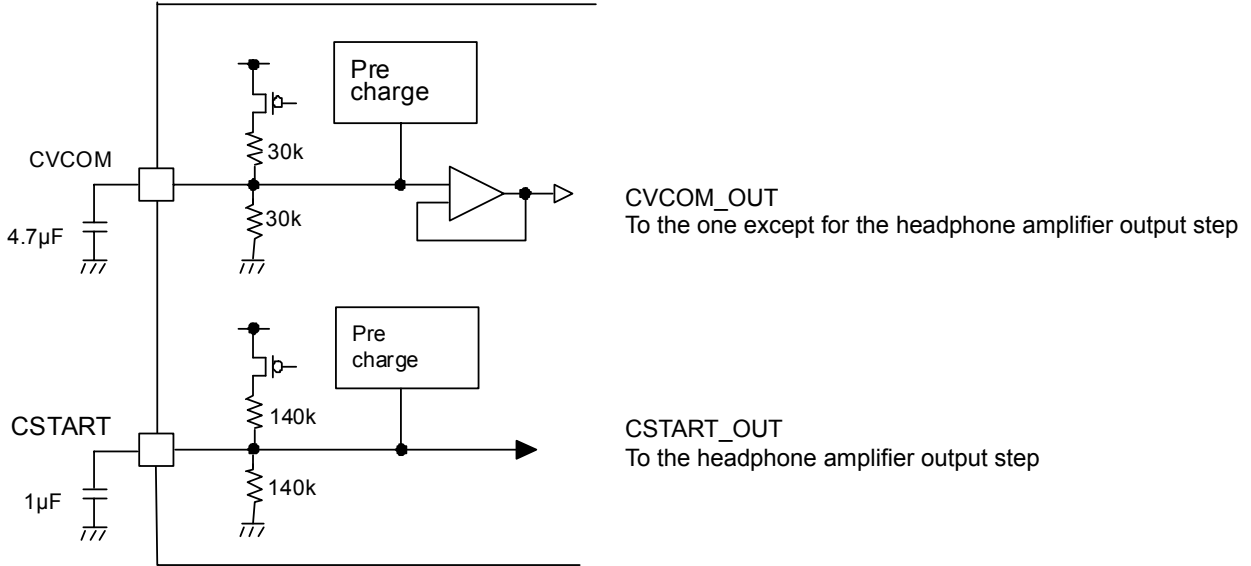 Pre
charge
30k
CVCOM
30k
4.7µF
CVCOM_OUT
To the one except for the headphone amplifier output step
Pre
charge
140k
CSTART
140k
1µF
CSTART_OUT
To the headphone amplifier output step